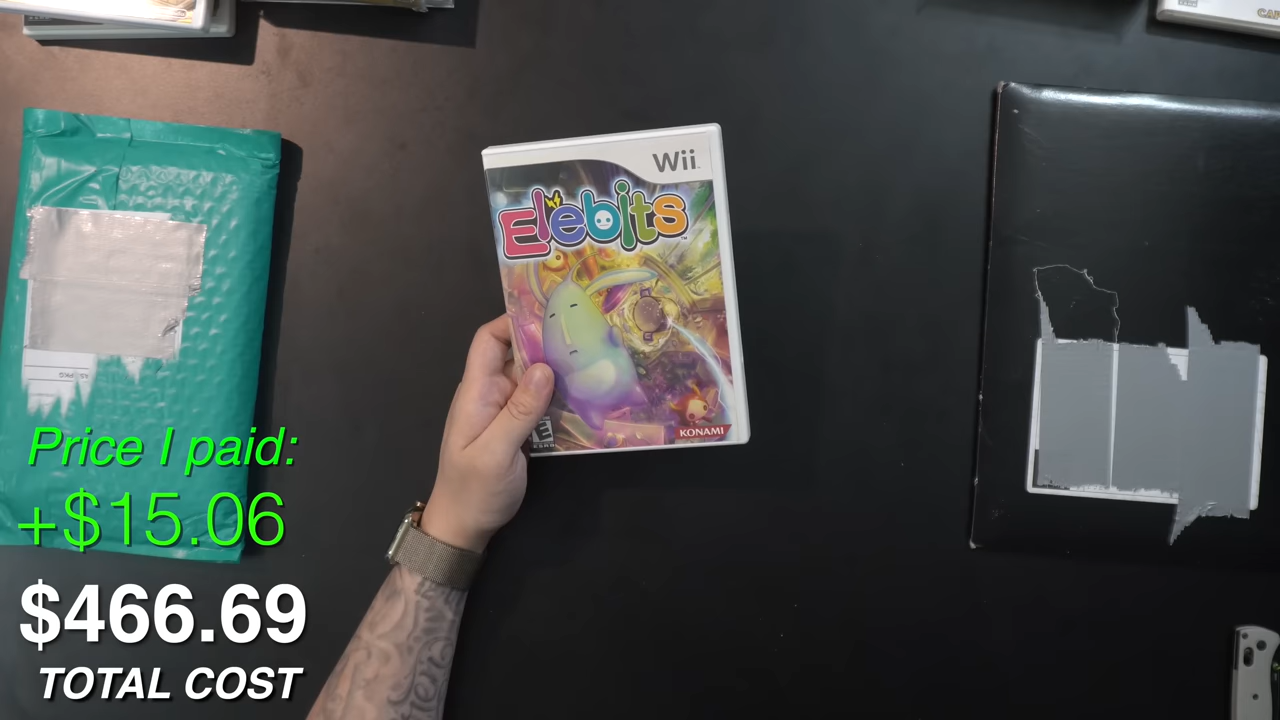 Wii
Elebits
KONAMI
Price I paid:
+$15.06
$466.69
TOTAL COST